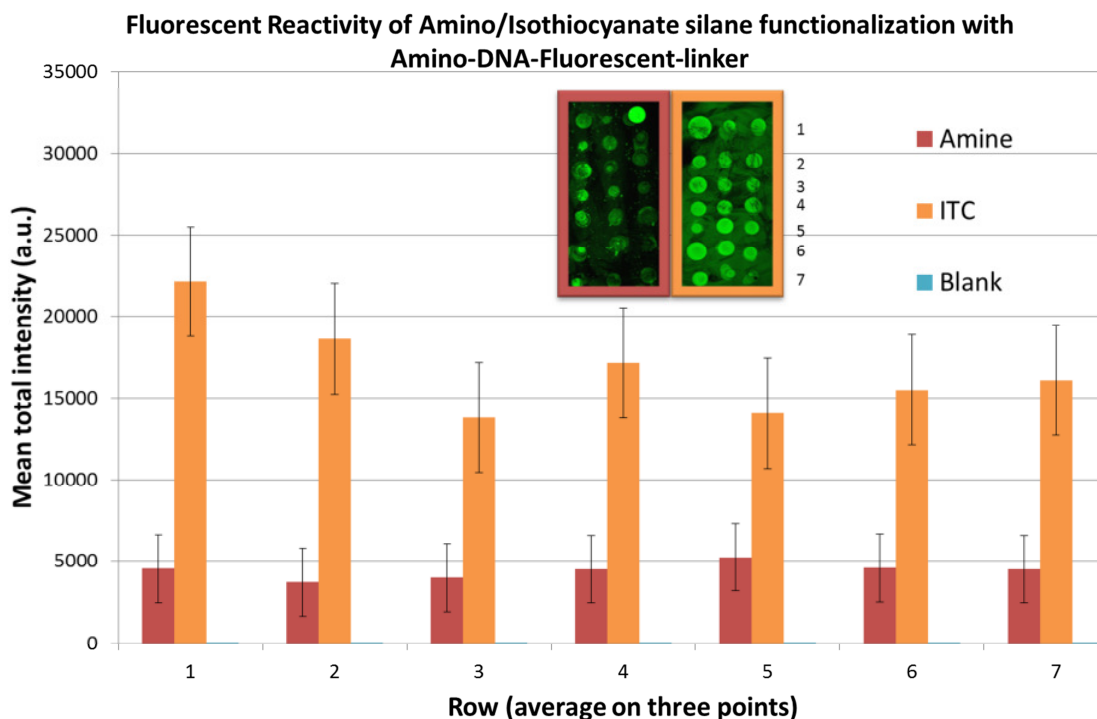 Fluorescent Reactivity of Amino/Isothiocyanate silane functionalization with
Amino-DNA-Fluorescent-linker
35000
30000
25000
20000
15000
10000
5000
0
Mean total intensity (a.u.)
1
2
3
4
5
6
7
Amine
ITC
Blank
1 2 3 4 5 6 7
Row (average on three points)